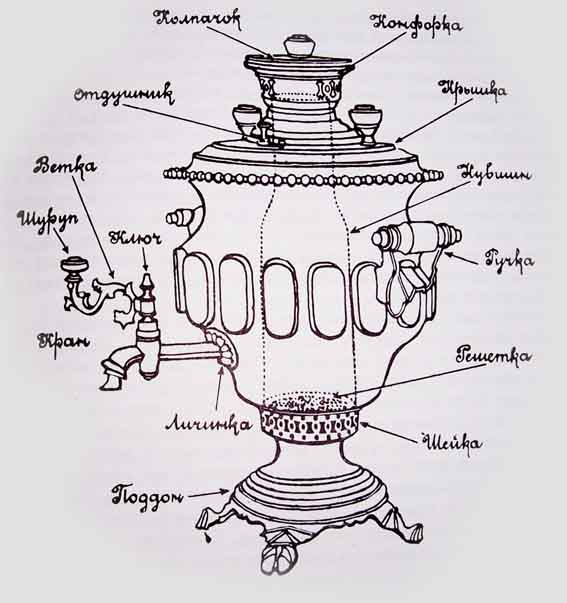 Колпачок
Конфорка
Отдушник
Крышка
Ветка
Кувшин
Шуруп
Ключ
Ручка
Кран
Решетка
Личинка
Шейка
Поддон